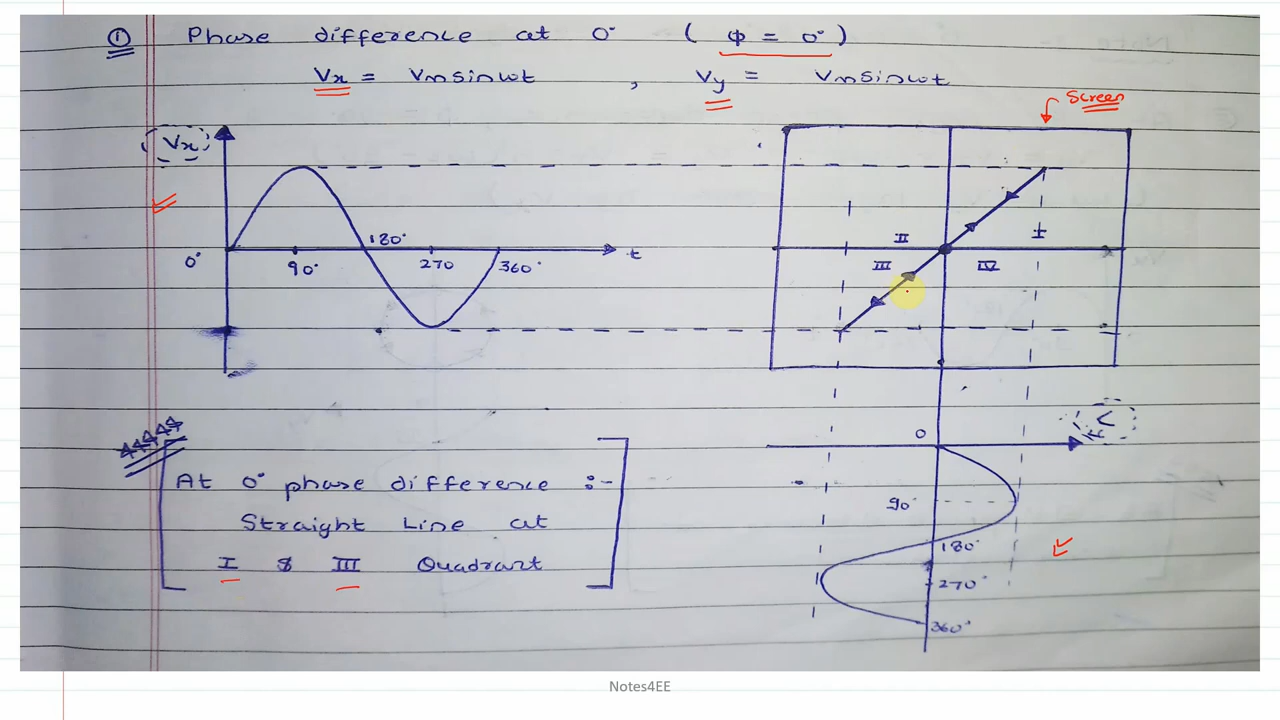 ① Phase difference at 0° ( Φ = 0° )
Vx = Vm sinωt , Vy = Vm sinωt
Screen
Vx
180°
0°
90°
270
360°
t
II
I
III
IV
0
90°
180°
270°
360°
At 0° phase difference :-
Straight Line at
I & III Quadrant
Notes4EE